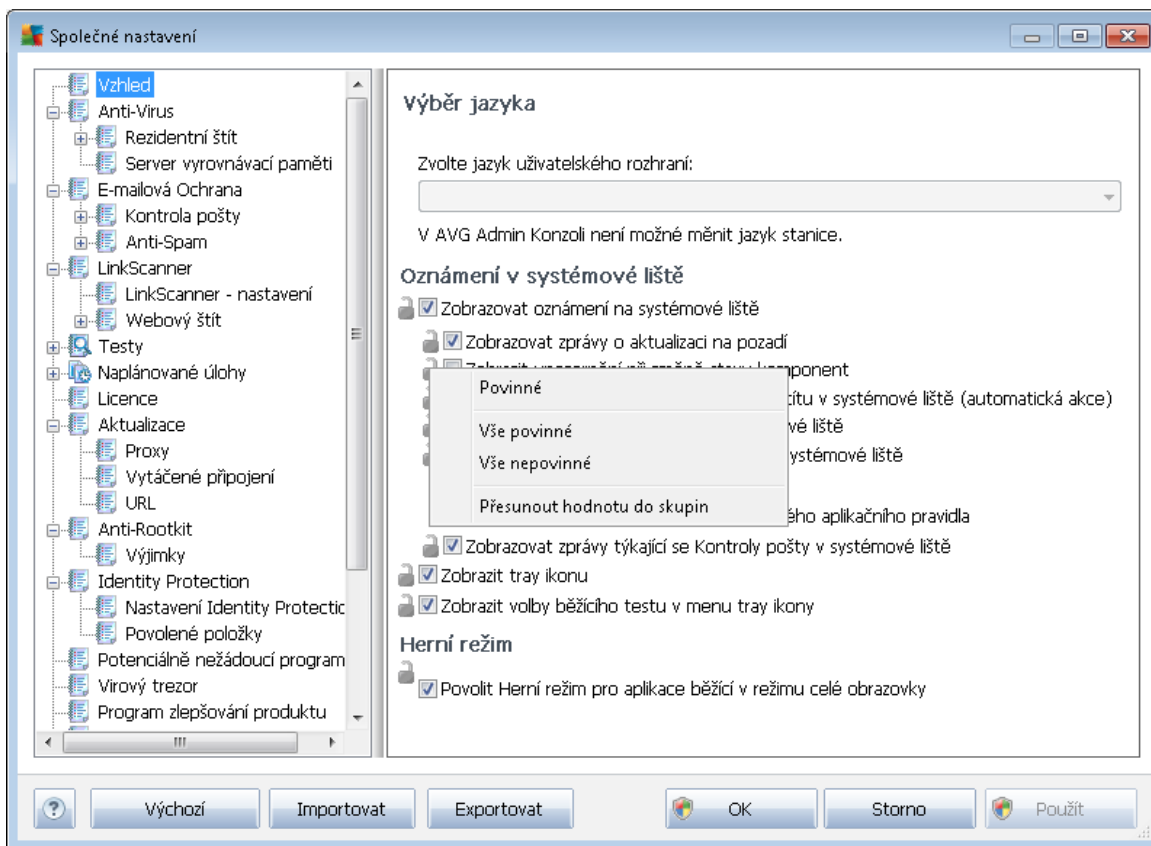 Společné nastavení
Vzhled
Anti-Virus
Rezidentní štít
Server vyrovnávací paměti
E-mailová Ochrana
Kontrola pošty
Anti-Spam
LinkScanner
LinkScanner - nastavení
Webový štít
Testy
Naplánované úlohy
Licence
Aktualizace
Proxy
Vytáčené připojení
URL
Anti-Rootkit
Výjimky
Identity Protection
Nastavení Identity Protectic
Povolené položky
Potenciálně nežádoucí program
Virový trezor
Program zlepšování produktu
Výběr jazyka
Zvolte jazyk uživatelského rozhraní:
V AVG Admin Konzoli není možné měnit jazyk stanice.
Oznámení v systémové liště
Zobrazovat oznámení na systémové liště
Zobrazovat zprávy o aktualizaci na pozadí
komponent
Povinné
v systémové liště (automatická akce)
Vše povinné
vé liště
Vše nepovinné
ystémové liště
Přesunout hodnotu do skupin
ého aplikačního pravidla
Zobrazovat zprávy týkající se Kontroly pošty v systémové liště
Zobrazit tray ikonu
Zobrazit volby běžícího testu v menu tray ikony
Herní režim
Povolit Herní režim pro aplikace běžící v režimu celé obrazovky
Výchozí
Importovat
Exportovat
OK
Storno
Použít